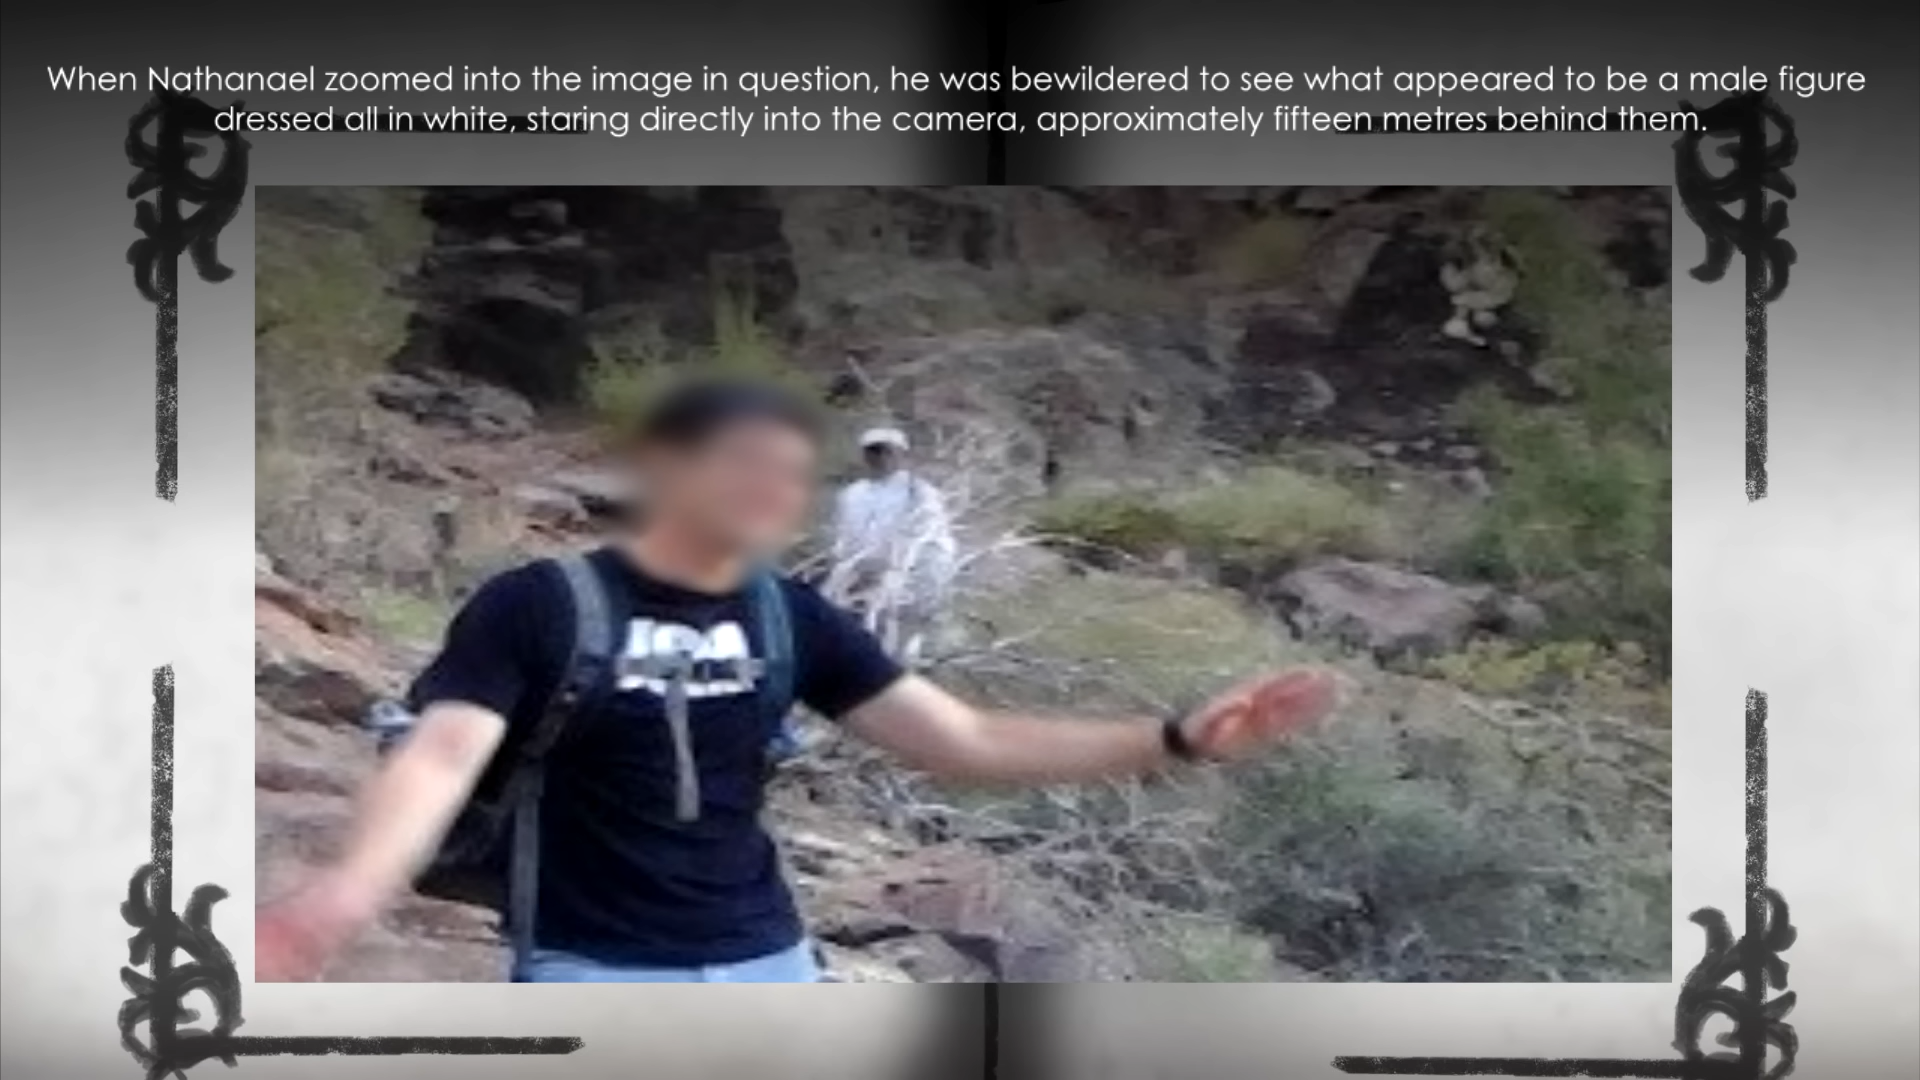 When Nathanael zoomed into the image in question, he was bewildered to see what appeared to be a male figure
dressed all in white, staring directly into the camera, approximately fifteen metres behind them.